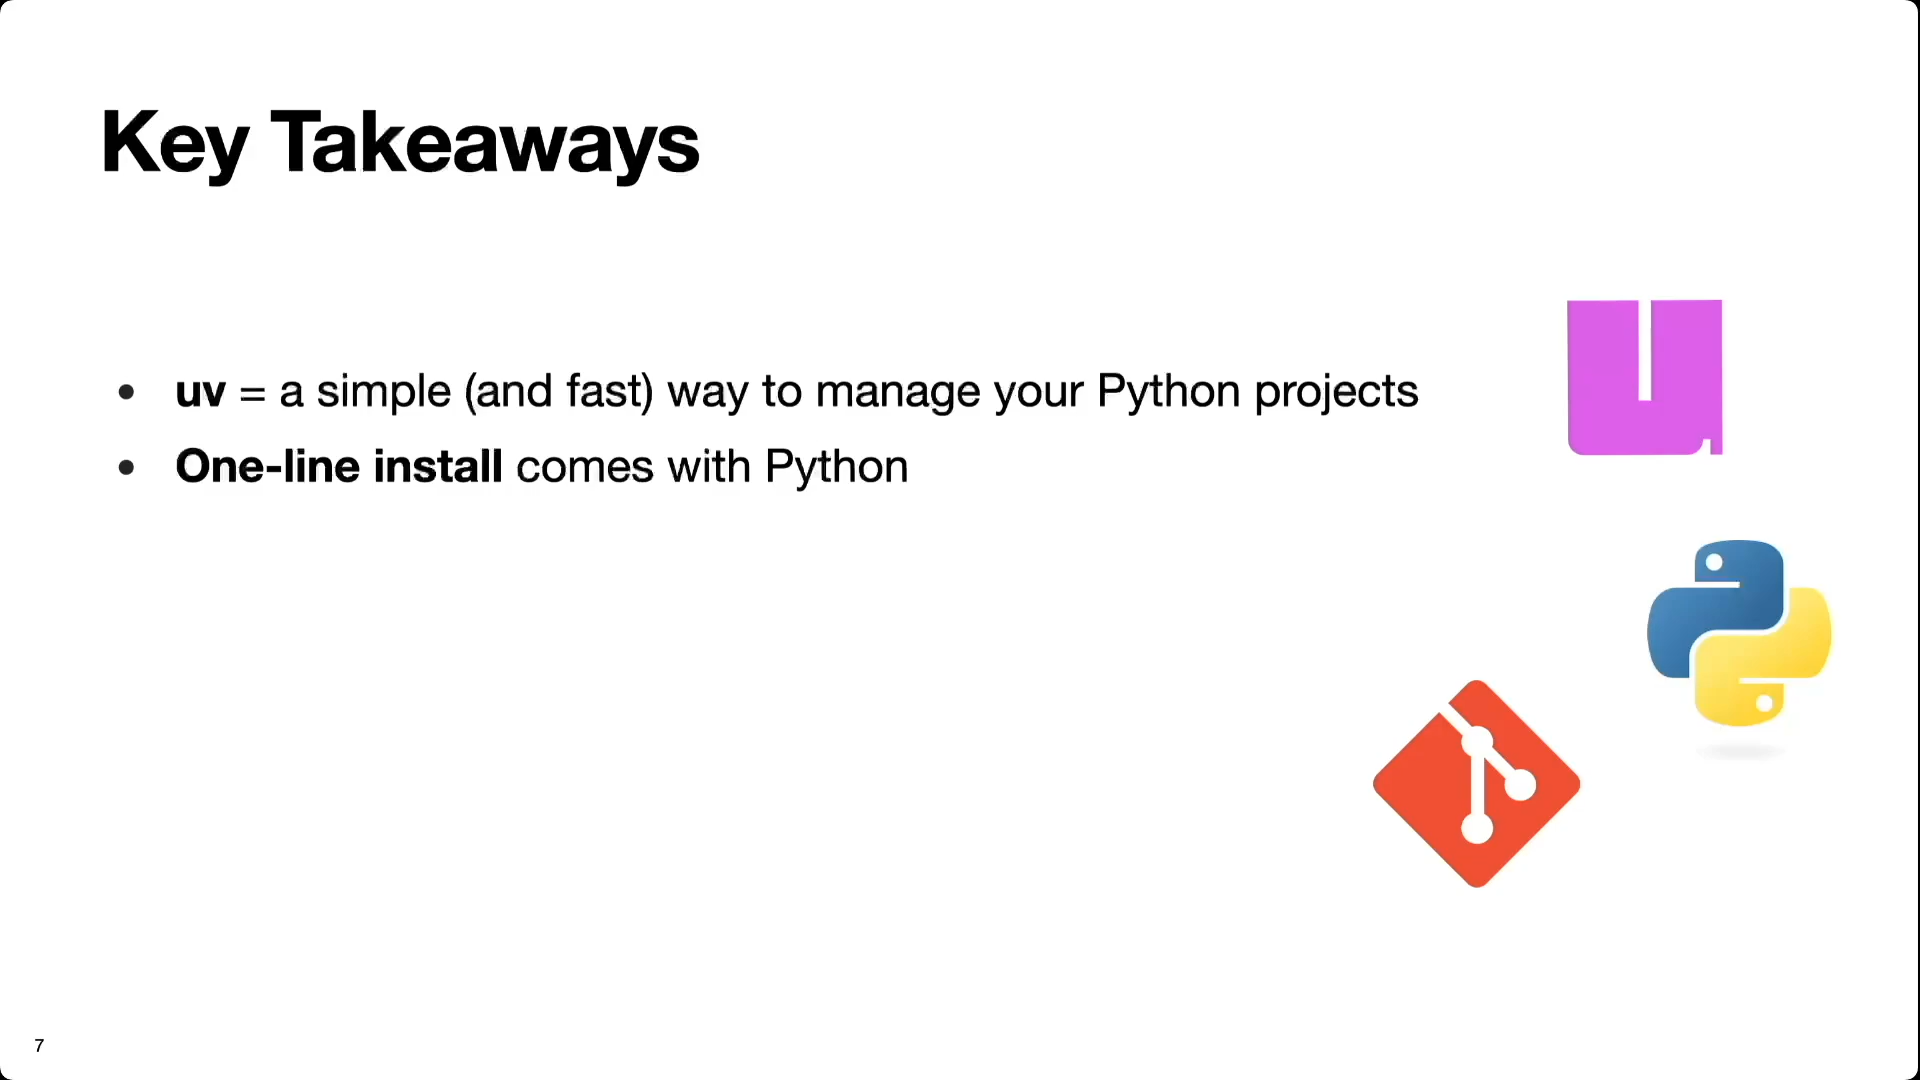 Key Takeaways
• uv = a simple (and fast) way to manage your Python projects
• One-line install comes with Python
7